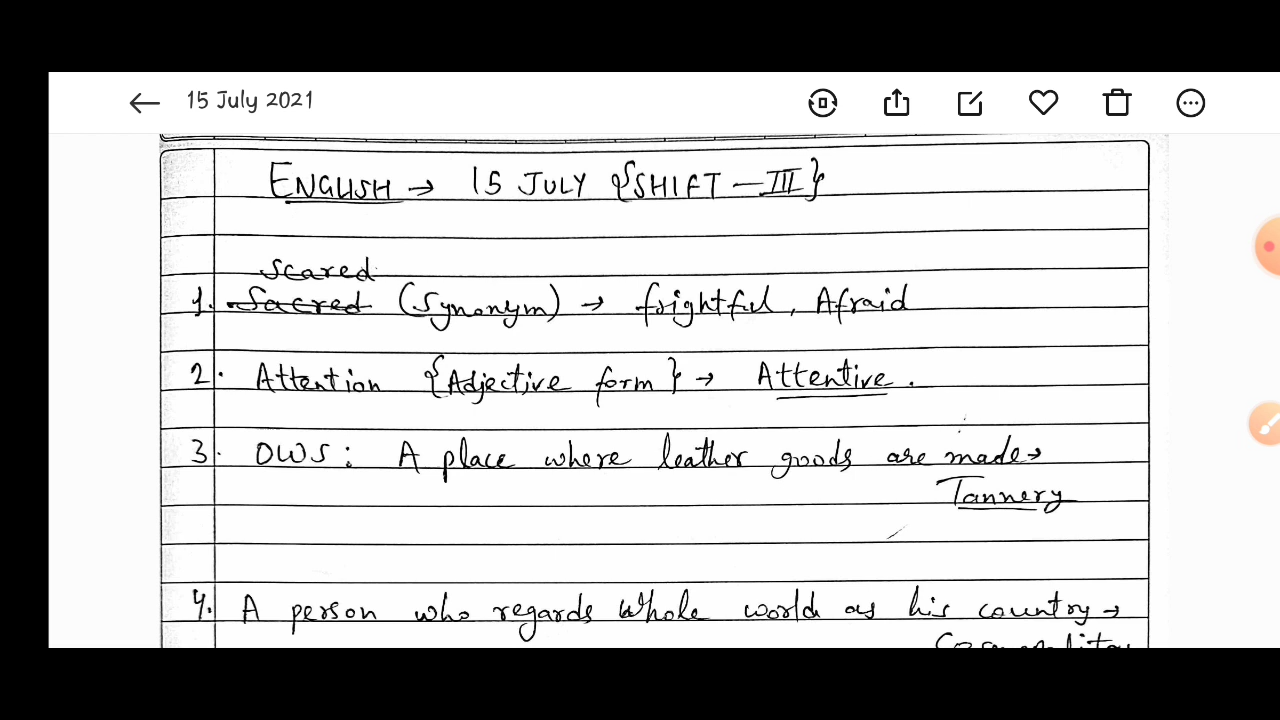 15 July 2021
ENGLISH → 15 JULY {SHIFT – III}
Scared
1. Sacred (Synonym) → frightful, Afraid
2. Attention {Adjective form} → Attentive.
3. OWS: A place where leather goods are made→
Tannery
4. A person who regards whole world as his country →